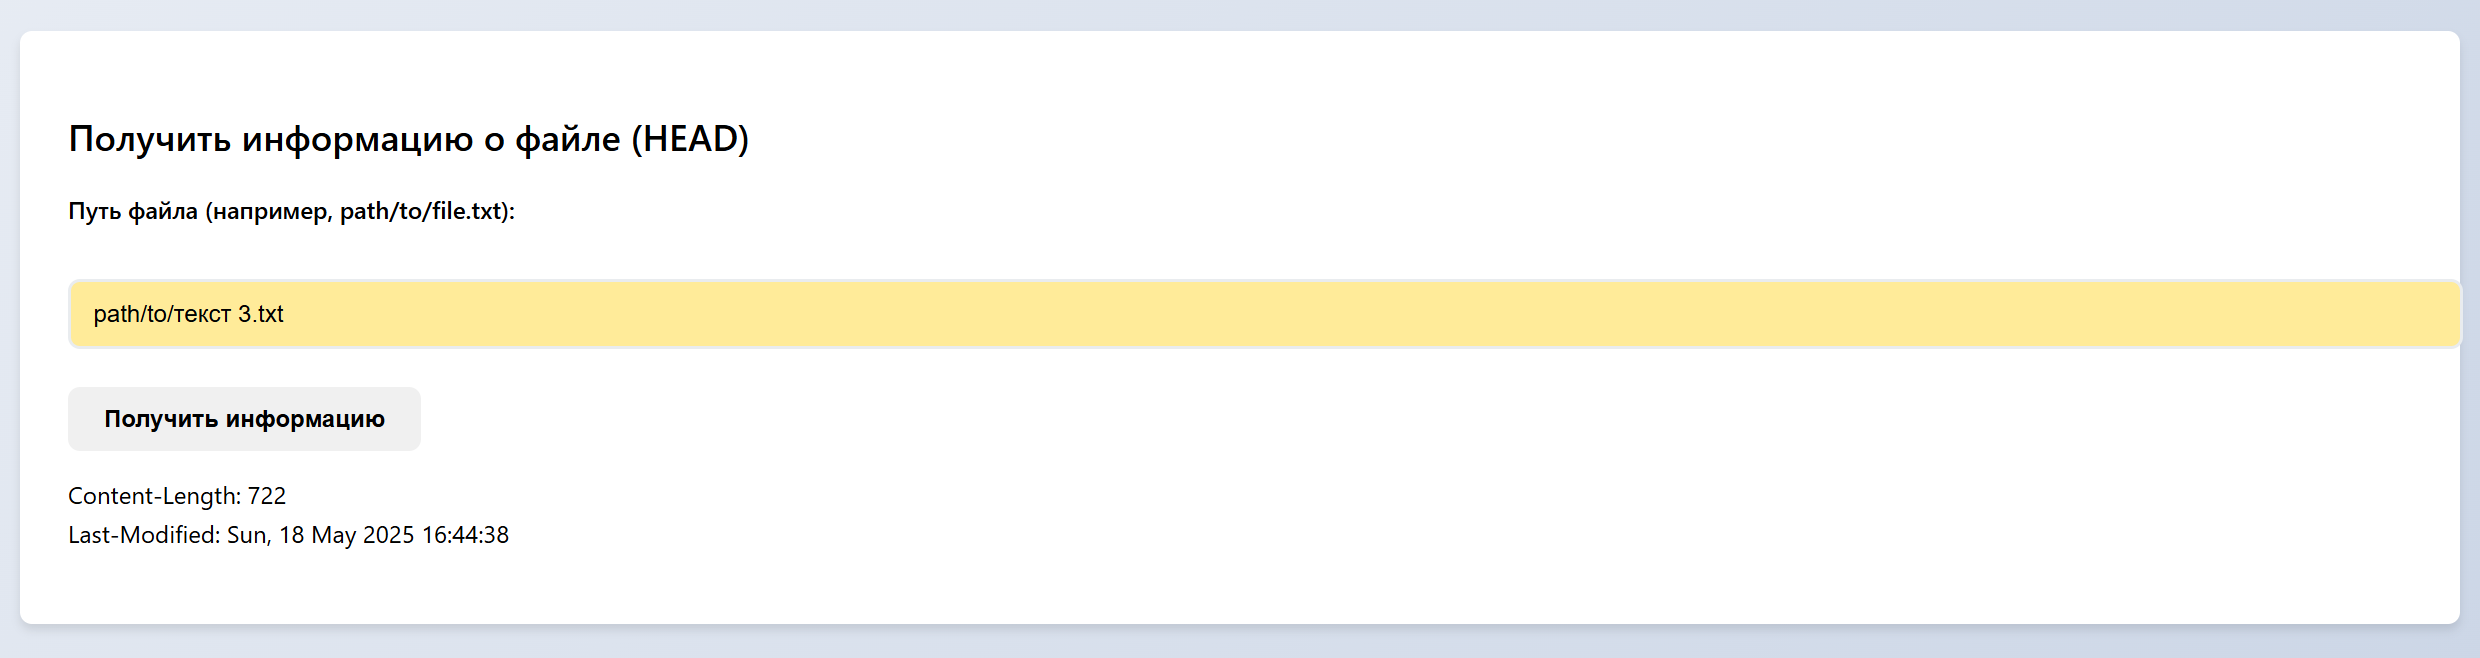 Получить информацию о файле (HEAD)
Путь файла (например, path/to/file.txt):
path/to/текст 3.txt
Получить информацию
Content-Length: 722
Last-Modified: Sun, 18 May 2025 16:44:38